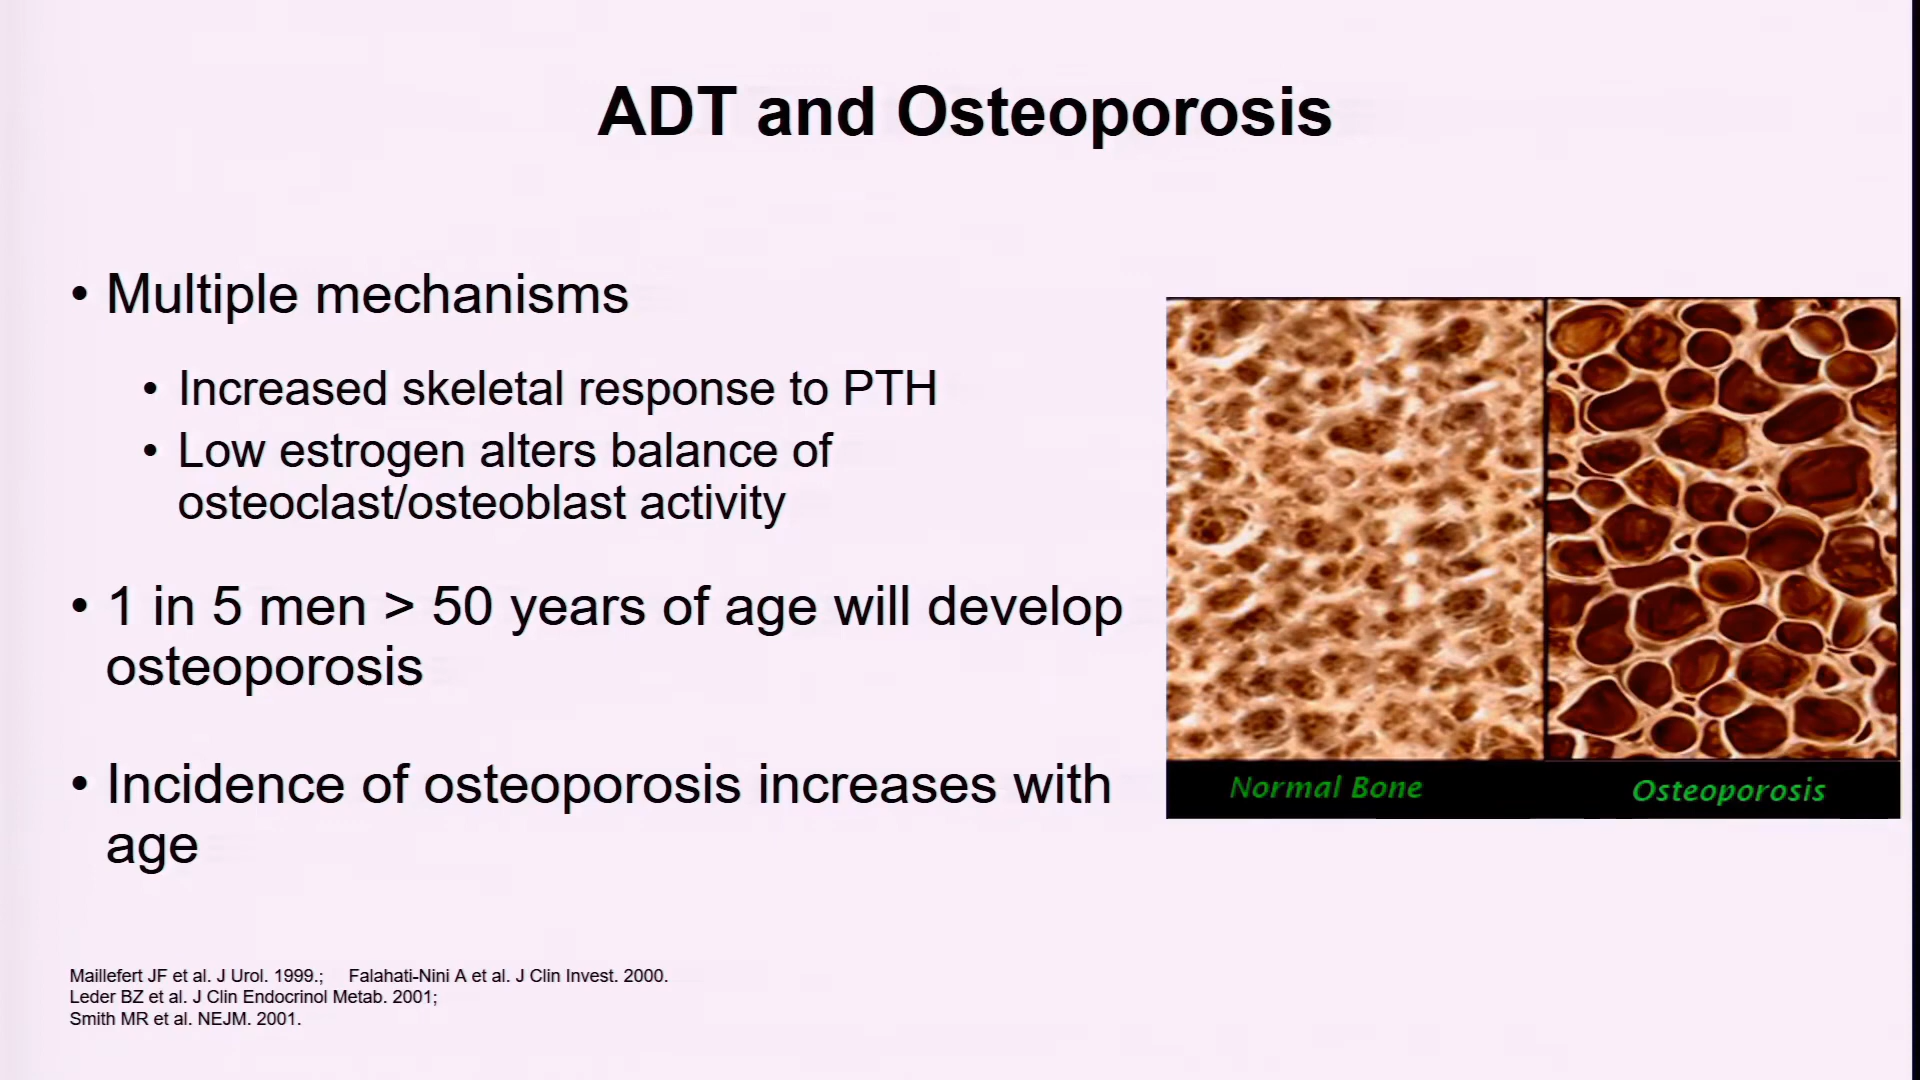 ADT and Osteoporosis
• Multiple mechanisms
• Increased skeletal response to PTH
• Low estrogen alters balance of
osteoclast/osteoblast activity
• 1 in 5 men > 50 years of age will develop
osteoporosis
• Incidence of osteoporosis increases with
age
Normal Bone
Osteoporosis
Maillefert JF et al. J Urol. 1999.; Falahati-Nini A et al. J Clin Invest. 2000.
Leder BZ et al. J Clin Endocrinol Metab. 2001;
Smith MR et al. NEJM. 2001.